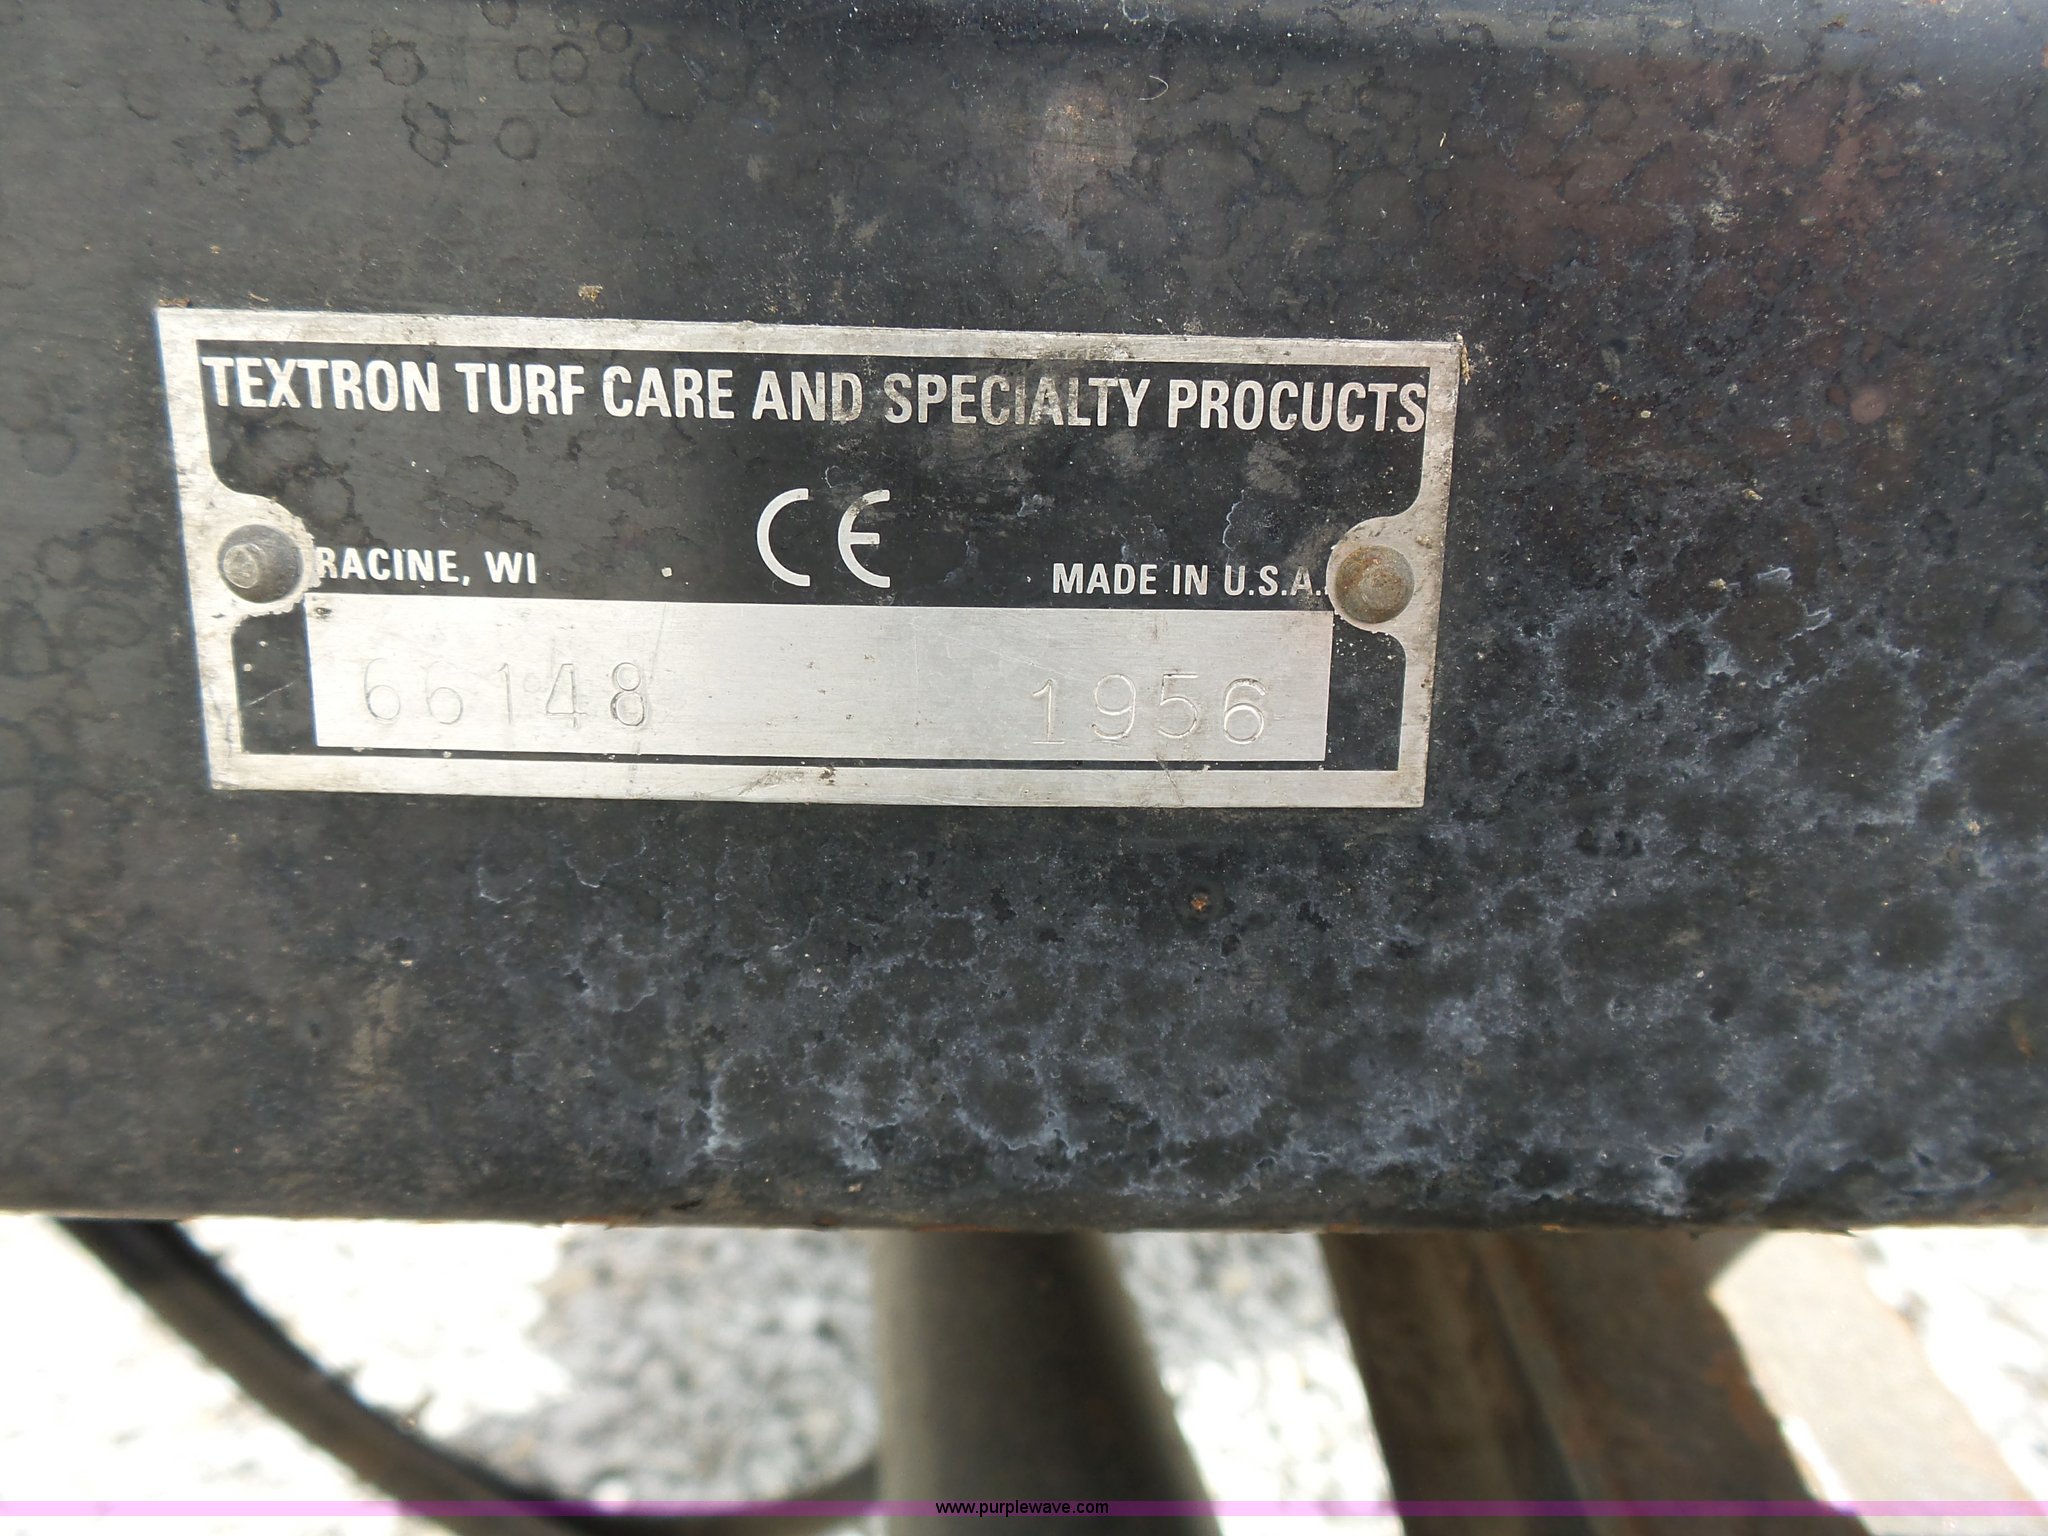 TEXTRON TURF CARE AND SPECIALTY PROCUCTS
CE
RACINE, WI MADE IN U.S.A.
66148 1956
www.purplewave.com